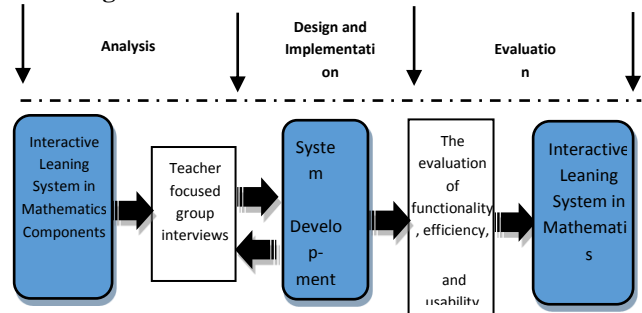 Analysis
Design and
Implementati
on
Evaluatio
n
Interactive
Leaning
System in
Mathematics
Components
Teacher
focused
group
interviews
Syste
m
Develo
p-
ment
The
evaluation
of
functionality
, efficiency,
and
usability
Interactive
Leaning
System in
Mathemati
s